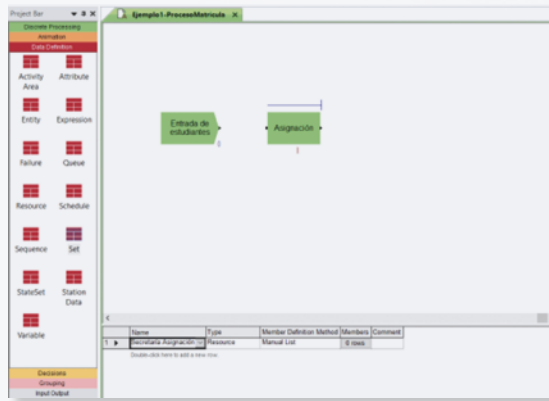 Project Bar
Ejemplo1-ProcesoMatricula
Discrete Processing
Animation
Data Definition
Activity Area
Attribute
Entity
Expression
Failure
Queue
Resource
Schedule
Sequence
Set
StateSet
Station Data
Variable
Decisions
Grouping
Input Output
Entrada de
estudiantes
Asignación
Name Type Member Definition Method Members Comment
1 Secretaría Asignación Resource Manual List 0 rows
Double-click here to add a new row.